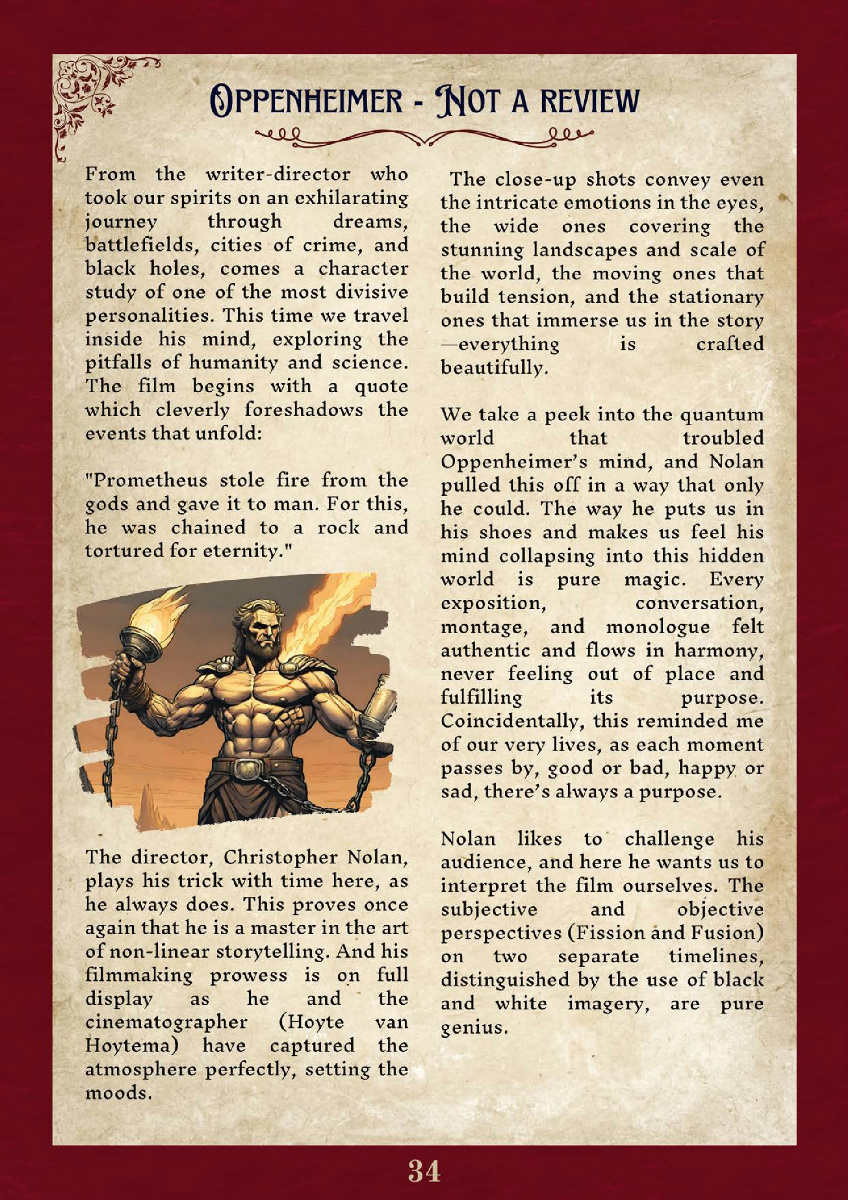 Oppenheimer - Not a review
From the writer-director who
took our spirits on an exhilarating
journey through dreams,
battlefields, cities of crime, and
black holes, comes a character
study of one of the most divisive
personalities. This time we travel
inside his mind, exploring the
pitfalls of humanity and science.
The film begins with a quote
which cleverly foreshadows the
events that unfold:
"Prometheus stole fire from the
gods and gave it to man. For this,
he was chained to a rock and
tortured for eternity."
The director, Christopher Nolan,
plays his trick with time here, as
he always does. This proves once
again that he is a master in the art
of non-linear storytelling. And his
filmmaking prowess is on full
display as he and the
cinematographer (Hoyte van
Hoytema) have captured the
atmosphere perfectly, setting the
moods.
The close-up shots convey even
the intricate emotions in the eyes,
the wide ones covering the
stunning landscapes and scale of
the world, the moving ones that
build tension, and the stationary
ones that immerse us in the story
—everything is crafted
beautifully.
We take a peek into the quantum
world that troubled
Oppenheimer's mind, and Nolan
pulled this off in a way that only
he could. The way he puts us in
his shoes and makes us feel his
mind collapsing into this hidden
world is pure magic. Every
exposition, conversation,
montage, and monologue felt
authentic and flows in harmony,
never feeling out of place and
fulfilling its purpose.
Coincidentally, this reminded me
of our very lives, as each moment
passes by, good or bad, happy or
sad, there's always a purpose.
Nolan likes to challenge his
audience, and here he wants us to
interpret the film ourselves. The
subjective and objective
perspectives (Fission and Fusion)
on two separate timelines,
distinguished by the use of black
and white imagery, are pure
genius.
34